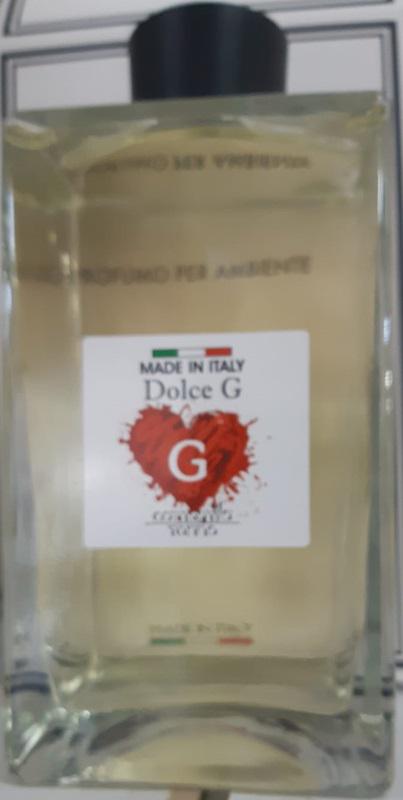 PROFUMO PER AMBIENTE
MADE IN ITALY
Dolce G
G
MADE IN ITALY